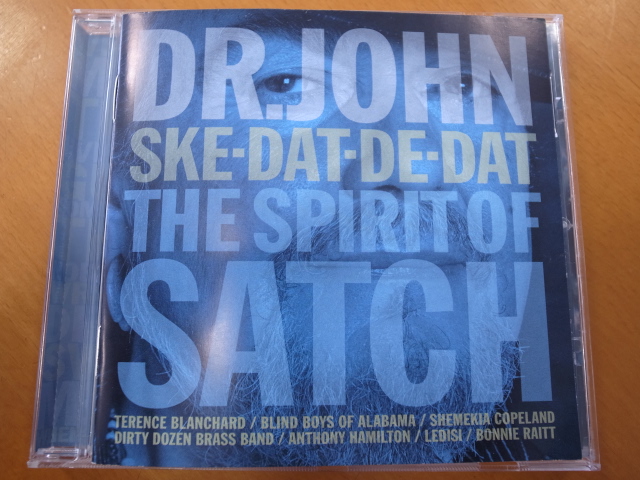 DR. JOHN
SKE-DAT-DE-DAT
THE SPIRIT OF
SATCH
TERENCE BLANCHARD / BLIND BOYS OF ALABAMA / SHEMEKIA COPELAND
DIRTY DOZEN BRASS BAND / ANTHONY HAMILTON / LEDISI / BONNIE RAITT